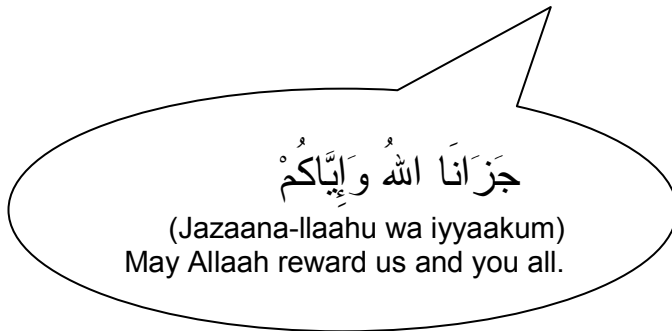 جَزَانَا اللهُ وَإِيَّاكُمْ
(Jazaana-llaahu wa iyyaakum)
May Allaah reward us and you all.